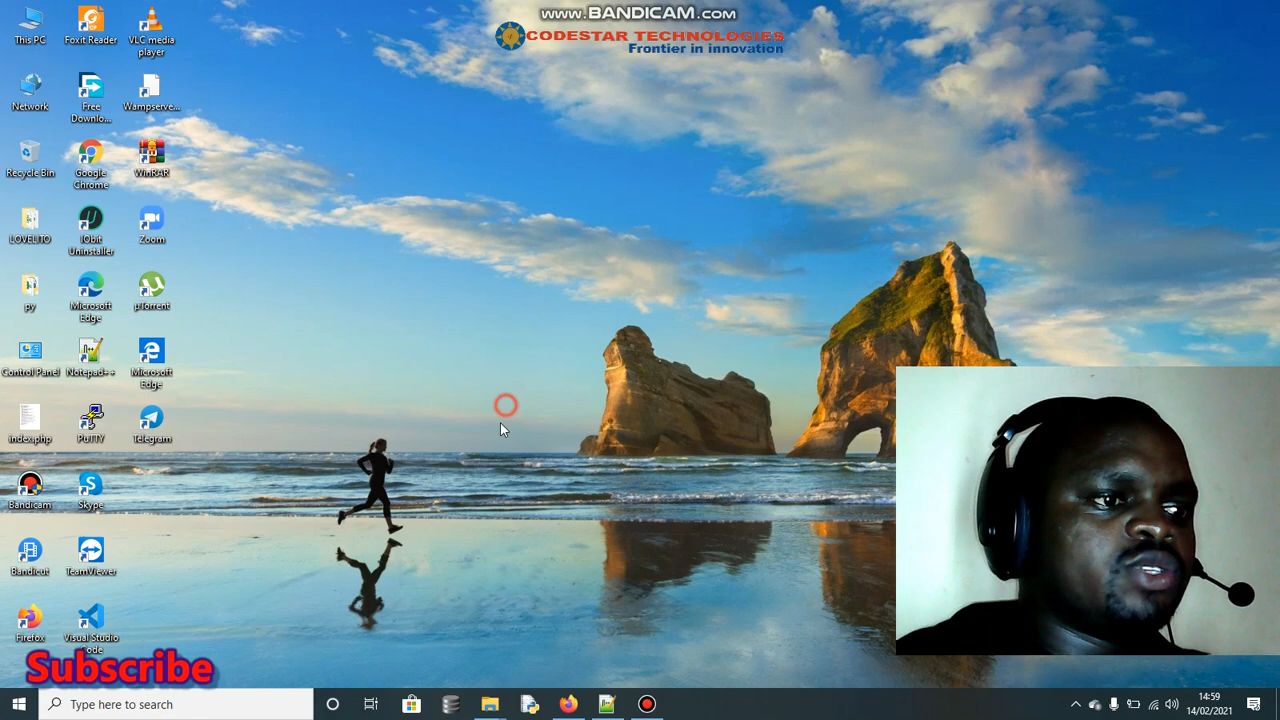 www.BANDICAM.com
CODESTAR TECHNOLOGIES
Frontier in innovation
This PC
Foxit Reader
VLC media
player
Network
Free
Downlo...
Wampserve...
Recycle Bin
Google
Chrome
WinRAR
LOVELITO
IObit
Uninstaller
Zoom
py
Microsoft
Edge
µTorrent
Control Panel
Notepad++
Microsoft
Edge
index.php
PuTTY
Telegram
Bandicam
Skype
Bandicut
TeamViewer
Firefox
Visual Studio
Code
Subscribe
Type here to search
14:59
14/02/2021